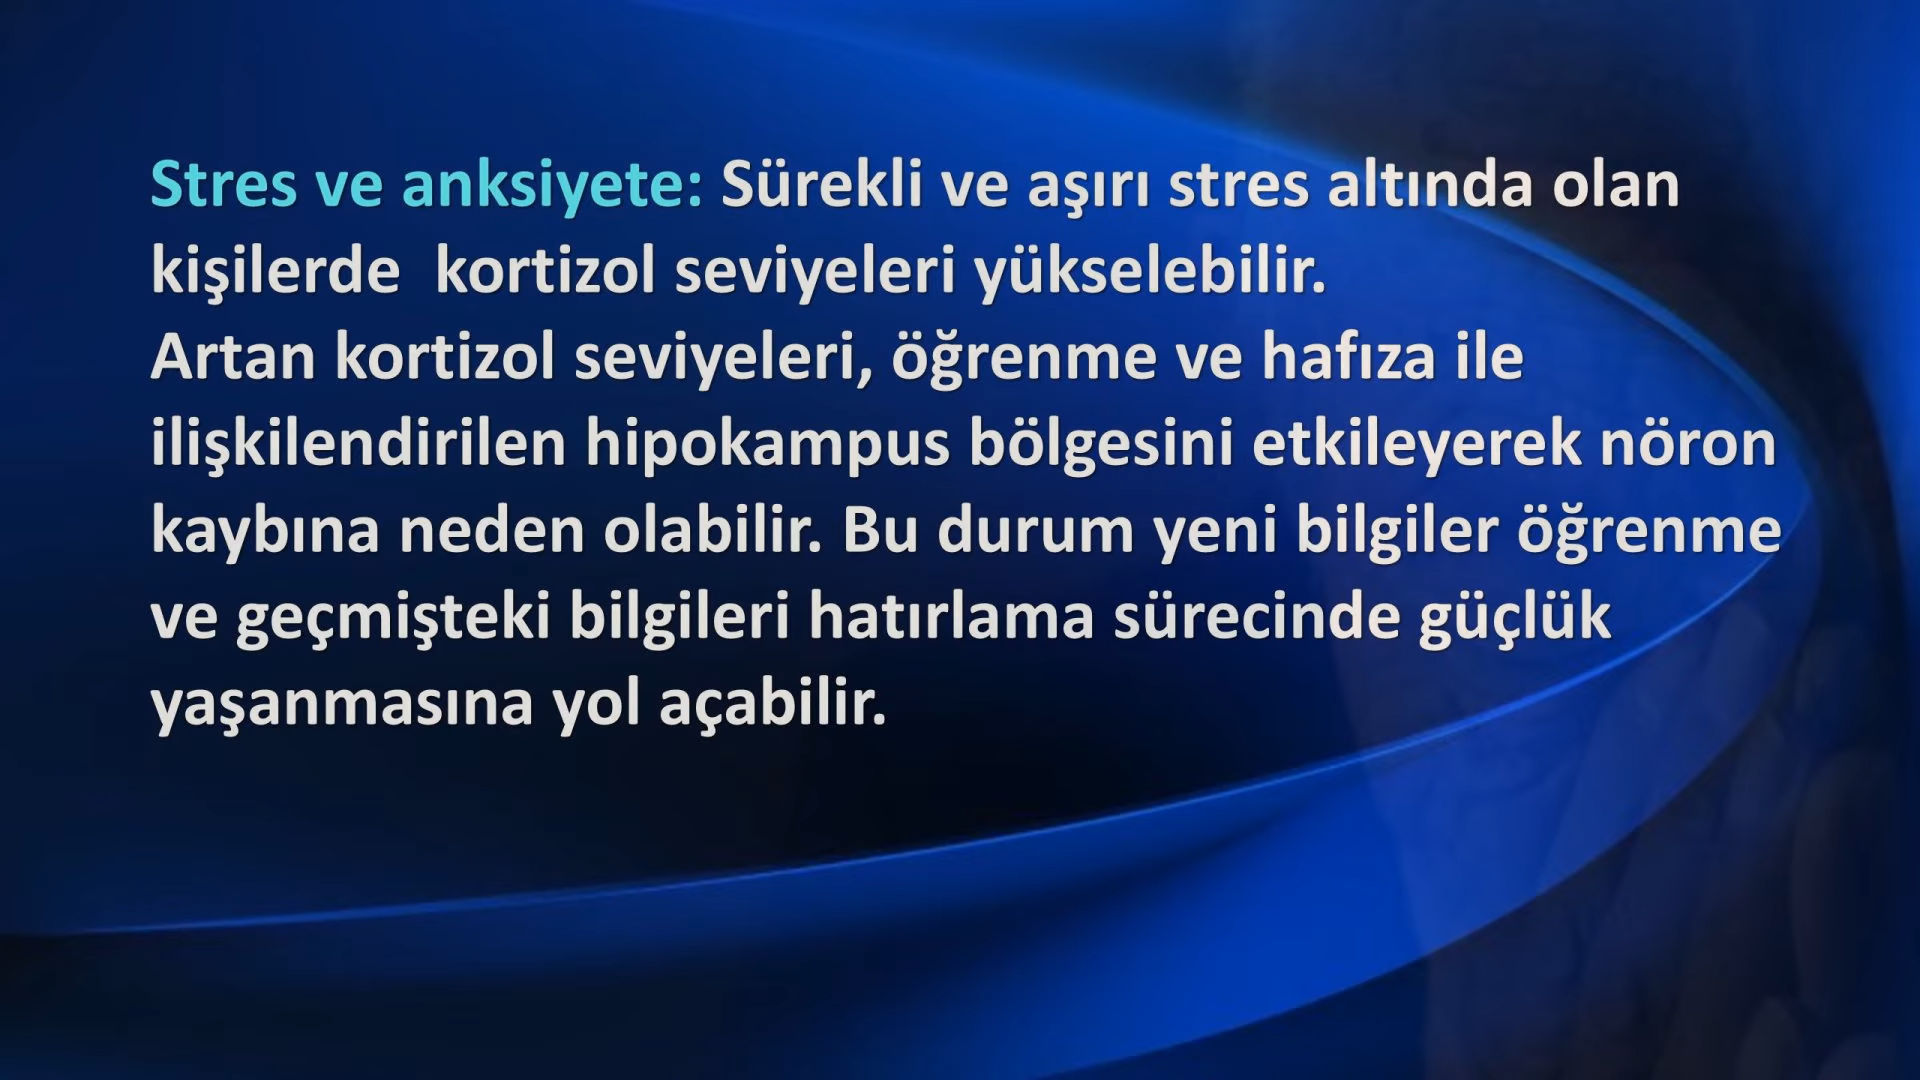 Stres ve anksiyete: Sürekli ve aşırı stres altında olan
kişilerde  kortizol seviyeleri yükselebilir.
Artan kortizol seviyeleri, öğrenme ve hafıza ile
ilişkilendirilen hipokampus bölgesini etkileyerek nöron
kaybına neden olabilir. Bu durum yeni bilgiler öğrenme
ve geçmişteki bilgileri hatırlama sürecinde güçlük
yaşanmasına yol açabilir.